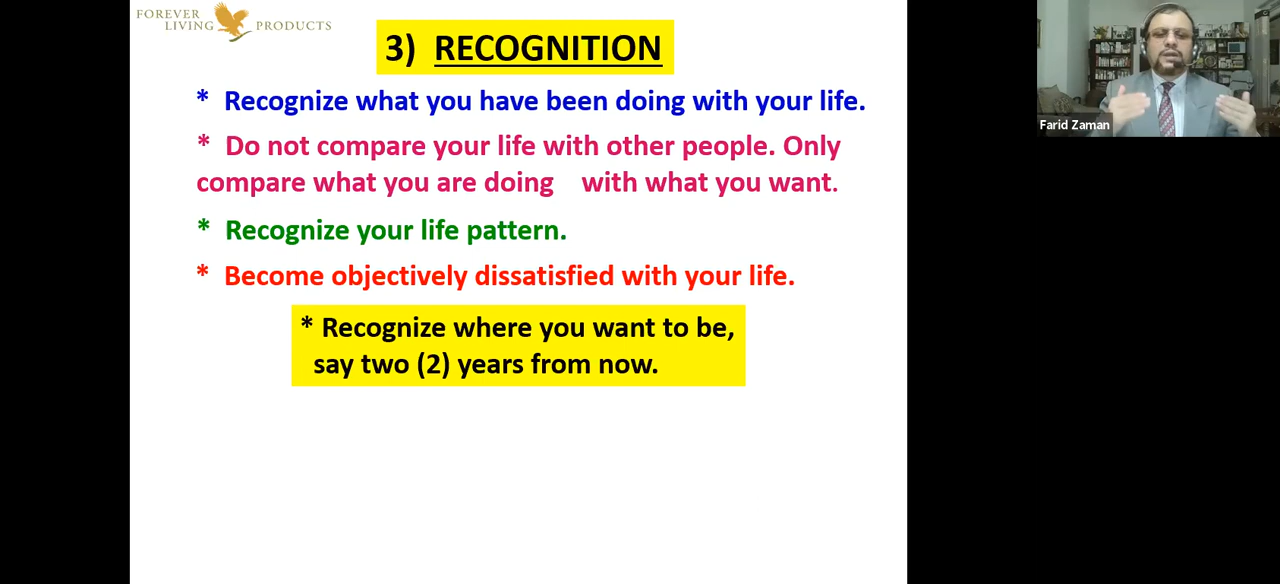 FOREVER
LIVING PRODUCTS
3) RECOGNITION
* Recognize what you have been doing with your life.
* Do not compare your life with other people. Only
compare what you are doing with what you want.
* Recognize your life pattern.
* Become objectively dissatisfied with your life.
* Recognize where you want to be,
say two (2) years from now.
Farid Zaman